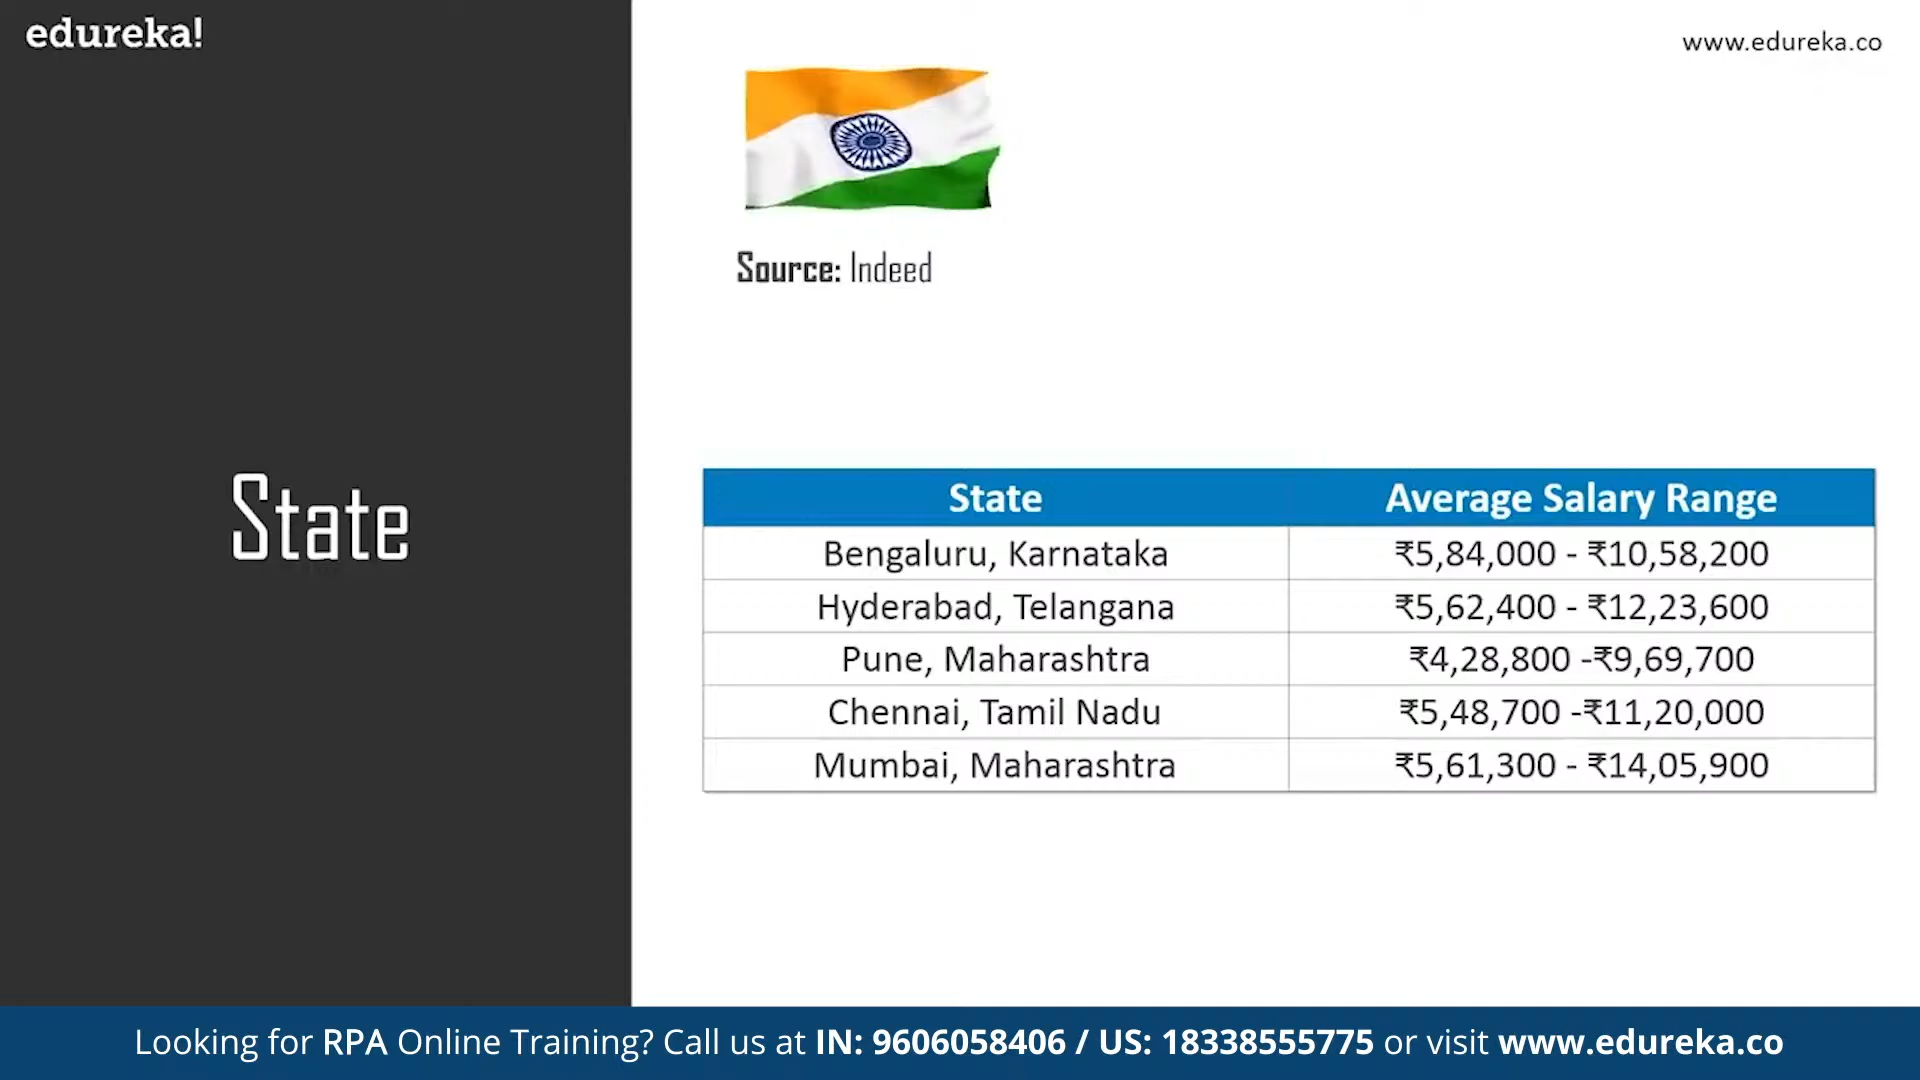 edureka!
www.edureka.co
Source: Indeed
State
State Average Salary Range
Bengaluru, Karnataka ₹5,84,000 - ₹10,58,200
Hyderabad, Telangana ₹5,62,400 - ₹12,23,600
Pune, Maharashtra ₹4,28,800 -₹9,69,700
Chennai, Tamil Nadu ₹5,48,700 -₹11,20,000
Mumbai, Maharashtra ₹5,61,300 - ₹14,05,900
Looking for RPA Online Training? Call us at IN: 9606058406 / US: 18338555775 or visit www.edureka.co